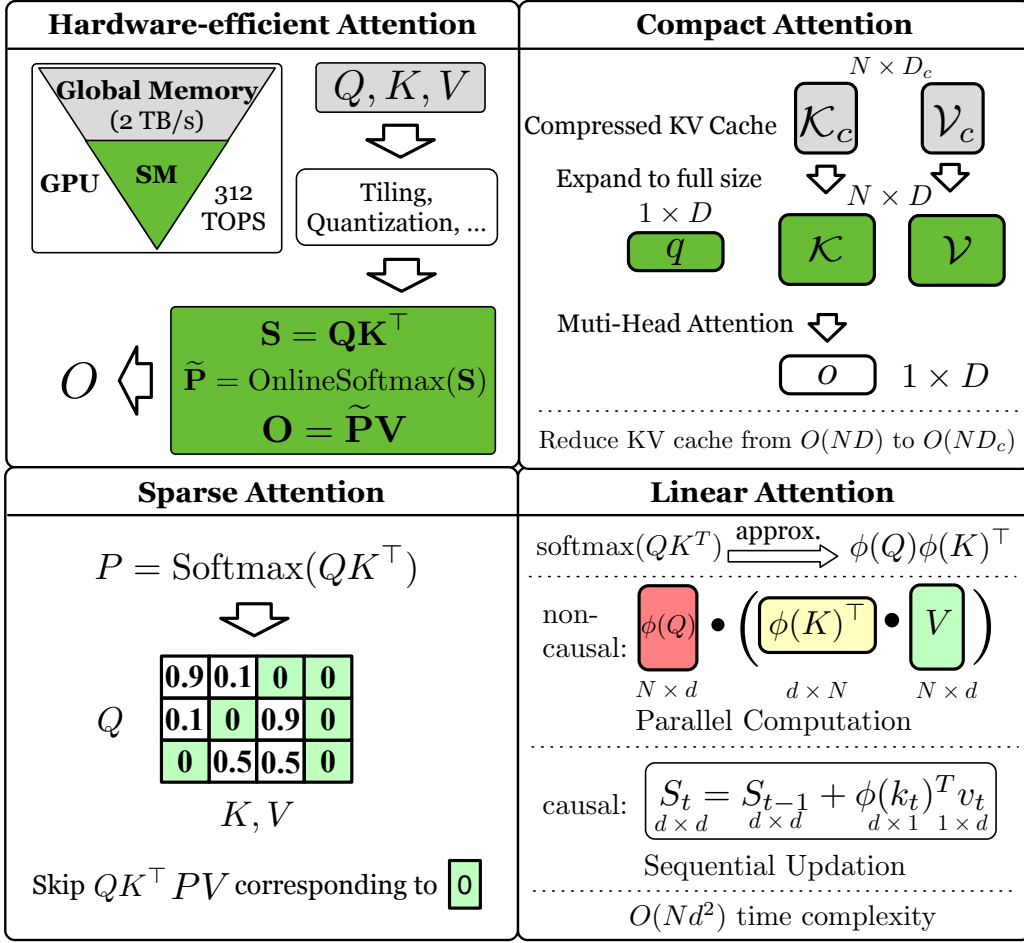 Hardware-efficient Attention
Global Memory
(2 TB/s)
SM
GPU
312
TOPS
Q, K, V
Tiling,
Quantization, ...
S = QK^⊤
P̃ = OnlineSoftmax(S)
O = P̃V
O
Compact Attention
N × D_c
Compressed KV Cache
𝒦_c
𝒱_c
Expand to full size
N × D
1 × D
q
𝒦
𝒱
Muti-Head Attention
o
1 × D
Reduce KV cache from O(ND) to O(ND_c)
Sparse Attention
P = Softmax(QK^⊤)
0.9 0.1 0 0
Q
0.1 0 0.9 0
0 0.5 0.5 0
K, V
Skip QK^⊤ PV corresponding to 0
Linear Attention
softmax(QK^T) approx. ϕ(Q)ϕ(K)^⊤
non-
causal:
ϕ(Q) • ( ϕ(K)^⊤ • V )
N × d d × N N × d
Parallel Computation
causal:
S_t = S_{t−1} + ϕ(k_t)^T v_t
d × d d × d d × 1 1 × d
Sequential Updation
O(Nd²) time complexity